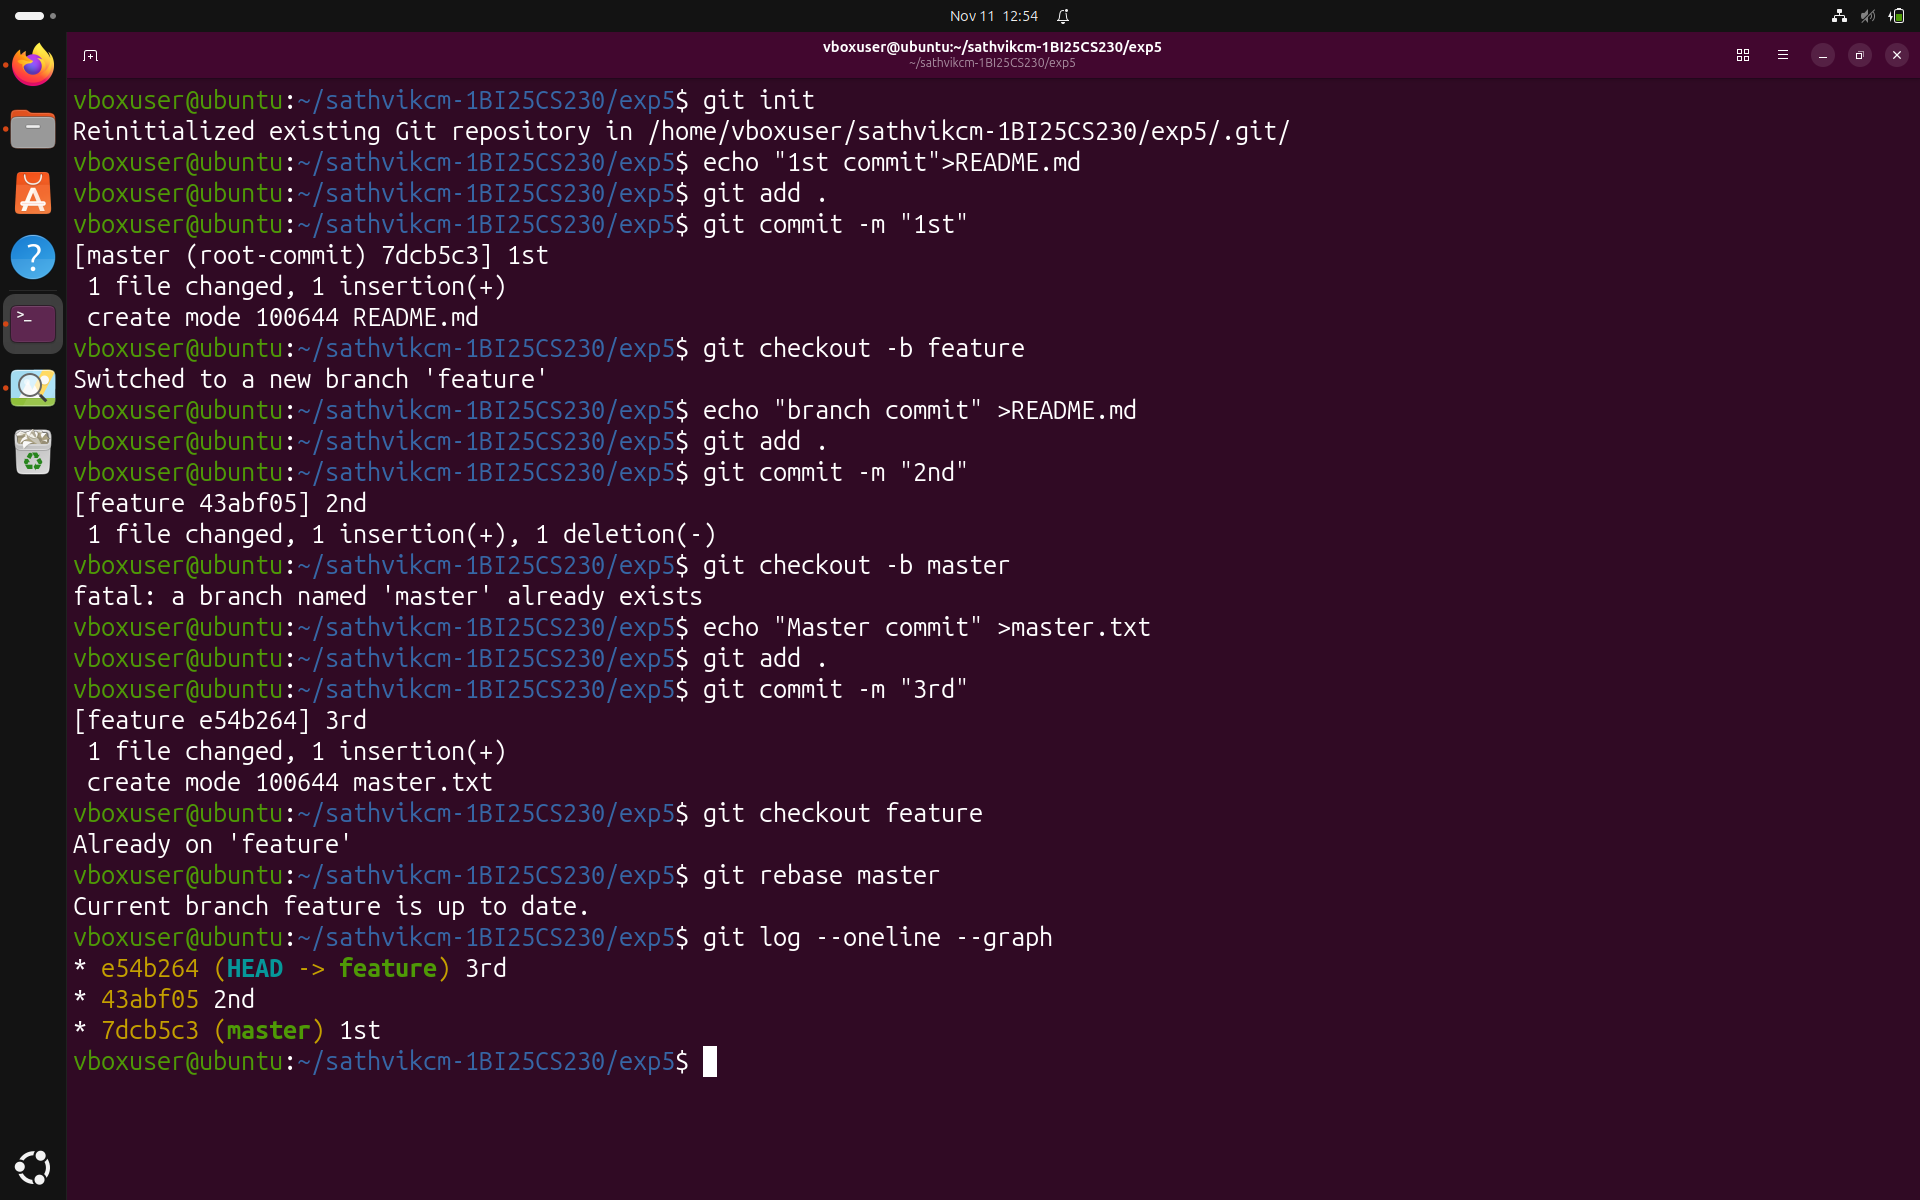 Nov 11 12:54
vboxuser@ubuntu:~/sathvikcm-1BI25CS230/exp5
~/sathvikcm-1BI25CS230/exp5
vboxuser@ubuntu:~/sathvikcm-1BI25CS230/exp5$ git init
Reinitialized existing Git repository in /home/vboxuser/sathvikcm-1BI25CS230/exp5/.git/
vboxuser@ubuntu:~/sathvikcm-1BI25CS230/exp5$ echo "1st commit">README.md
vboxuser@ubuntu:~/sathvikcm-1BI25CS230/exp5$ git add .
vboxuser@ubuntu:~/sathvikcm-1BI25CS230/exp5$ git commit -m "1st"
[master (root-commit) 7dcb5c3] 1st
 1 file changed, 1 insertion(+)
 create mode 100644 README.md
vboxuser@ubuntu:~/sathvikcm-1BI25CS230/exp5$ git checkout -b feature
Switched to a new branch 'feature'
vboxuser@ubuntu:~/sathvikcm-1BI25CS230/exp5$ echo "branch commit" >README.md
vboxuser@ubuntu:~/sathvikcm-1BI25CS230/exp5$ git add .
vboxuser@ubuntu:~/sathvikcm-1BI25CS230/exp5$ git commit -m "2nd"
[feature 43abf05] 2nd
 1 file changed, 1 insertion(+), 1 deletion(-)
vboxuser@ubuntu:~/sathvikcm-1BI25CS230/exp5$ git checkout -b master
fatal: a branch named 'master' already exists
vboxuser@ubuntu:~/sathvikcm-1BI25CS230/exp5$ echo "Master commit" >master.txt
vboxuser@ubuntu:~/sathvikcm-1BI25CS230/exp5$ git add .
vboxuser@ubuntu:~/sathvikcm-1BI25CS230/exp5$ git commit -m "3rd"
[feature e54b264] 3rd
 1 file changed, 1 insertion(+)
 create mode 100644 master.txt
vboxuser@ubuntu:~/sathvikcm-1BI25CS230/exp5$ git checkout feature
Already on 'feature'
vboxuser@ubuntu:~/sathvikcm-1BI25CS230/exp5$ git rebase master
Current branch feature is up to date.
vboxuser@ubuntu:~/sathvikcm-1BI25CS230/exp5$ git log --oneline --graph
* e54b264 (HEAD -> feature) 3rd
* 43abf05 2nd
* 7dcb5c3 (master) 1st
vboxuser@ubuntu:~/sathvikcm-1BI25CS230/exp5$